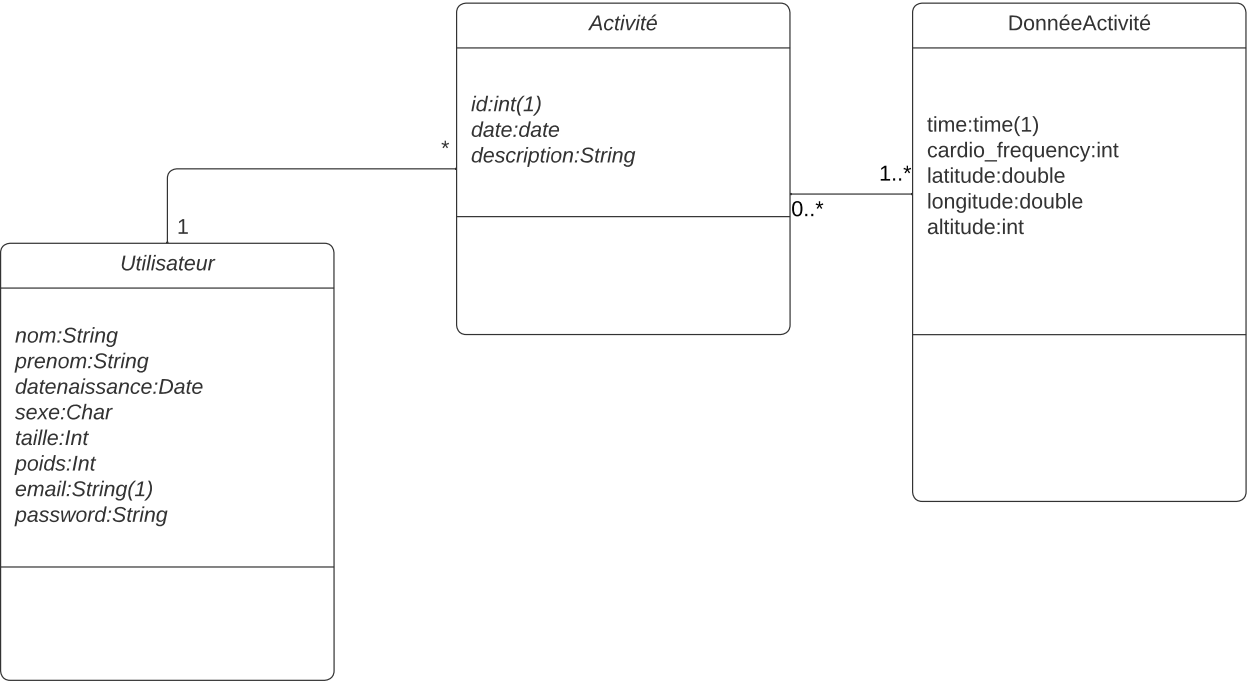 Activité
id:int(1)
date:date
description:String
DonnéeActivité
time:time(1)
cardio_frequency:int
latitude:double
longitude:double
altitude:int
*
1
1..*
0..*
Utilisateur
nom:String
prenom:String
datenaissance:Date
sexe:Char
taille:Int
poids:Int
email:String(1)
password:String